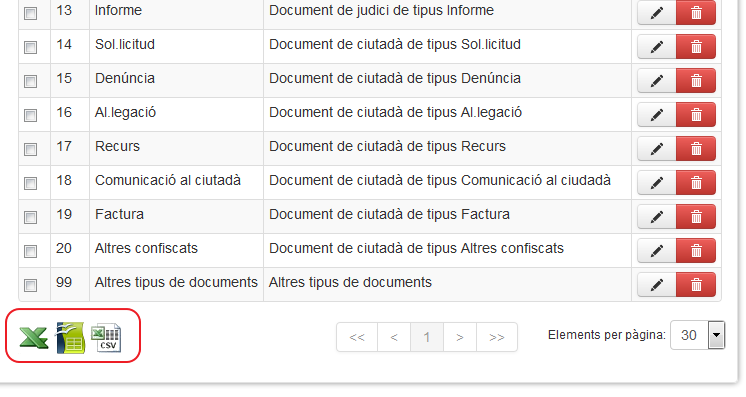 13 Informe Document de judici de tipus Informe
14 Sol.licitud Document de ciutadà de tipus Sol.licitud
15 Denúncia Document de ciutadà de tipus Denúncia
16 Al.legació Document de ciutadà de tipus Al.legació
17 Recurs Document de ciutadà de tipus Recurs
18 Comunicació al ciutadà Document de ciutadà de tipus Comunicació al ciudadà
19 Factura Document de ciutadà de tipus Factura
20 Altres confiscats Document de ciutadà de tipus Altres confiscats
99 Altres tipus de documents Altres tipus de documents
CSV << < 1 > >> Elements per pàgina: 30